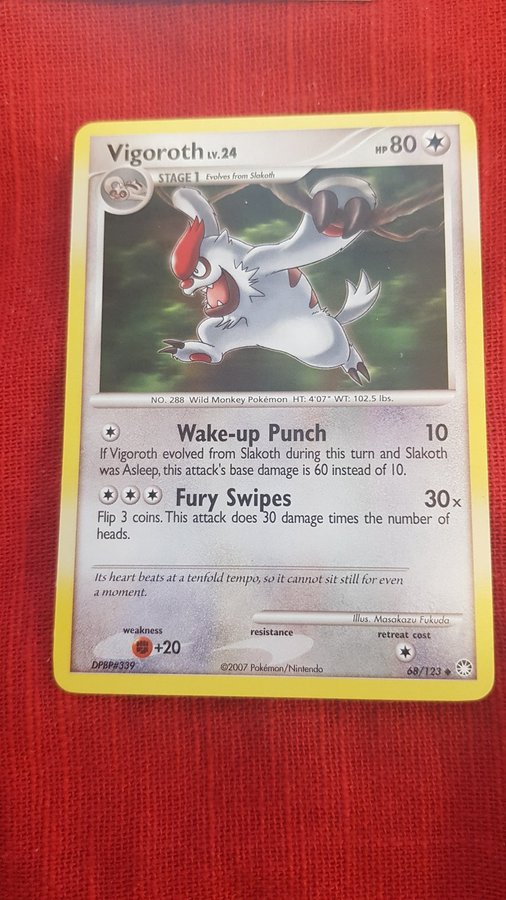 Vigoroth LV.24 HP 80
STAGE 1 Evolves from Slakoth
NO. 288 Wild Monkey Pokémon HT: 4'07" WT: 102.5 lbs.
Wake-up Punch 10
If Vigoroth evolved from Slakoth during this turn and Slakoth
was Asleep, this attack's base damage is 60 instead of 10.
Fury Swipes 30x
Flip 3 coins. This attack does 30 damage times the number of
heads.
Its heart beats at a tenfold tempo, so it cannot sit still for even
a moment.
Illus. Masakazu Fukuda
weakness resistance retreat cost
+20
DPBP#339 ©2007 Pokémon/Nintendo 68/123